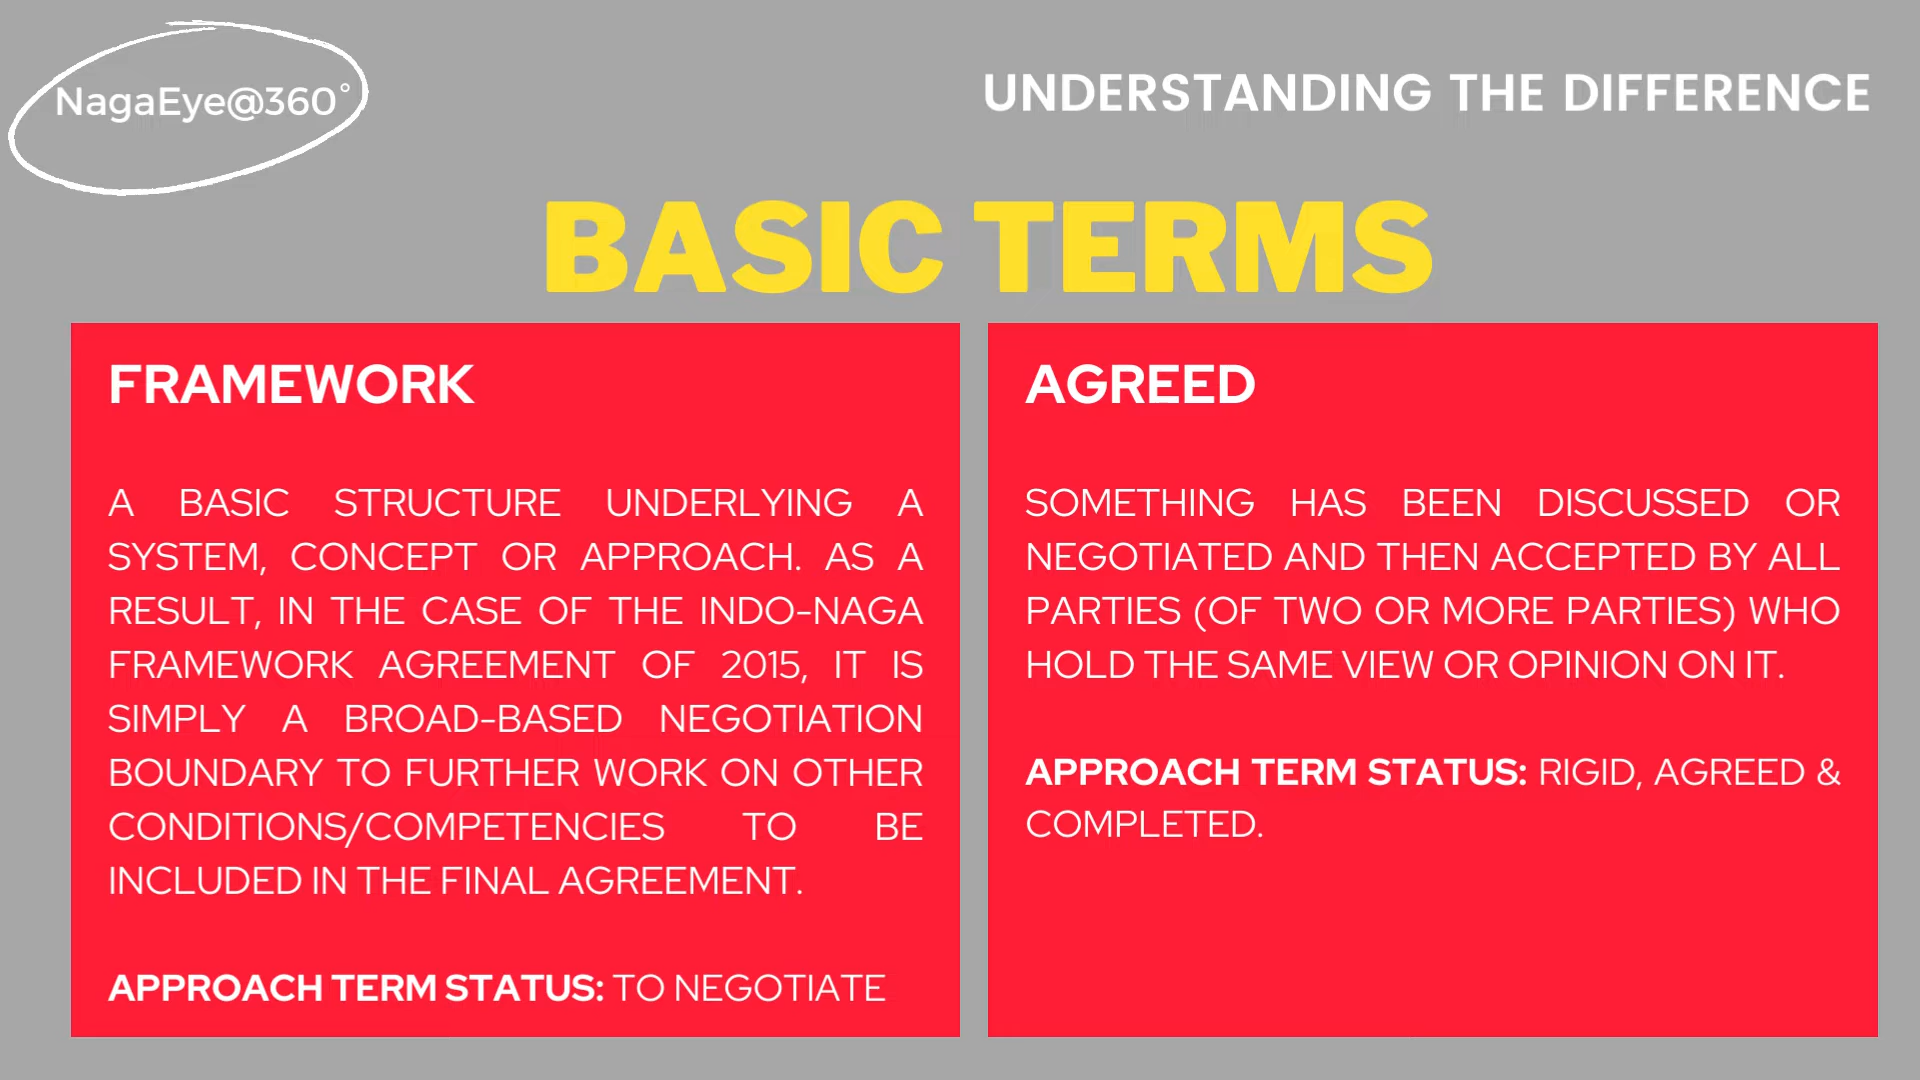 NagaEye@360°
UNDERSTANDING THE DIFFERENCE
BASIC TERMS
FRAMEWORK
A BASIC STRUCTURE UNDERLYING A
SYSTEM, CONCEPT OR APPROACH. AS A
RESULT, IN THE CASE OF THE INDO-NAGA
FRAMEWORK AGREEMENT OF 2015, IT IS
SIMPLY A BROAD-BASED NEGOTIATION
BOUNDARY TO FURTHER WORK ON OTHER
CONDITIONS/COMPETENCIES TO BE
INCLUDED IN THE FINAL AGREEMENT.
APPROACH TERM STATUS: TO NEGOTIATE
AGREED
SOMETHING HAS BEEN DISCUSSED OR
NEGOTIATED AND THEN ACCEPTED BY ALL
PARTIES (OF TWO OR MORE PARTIES) WHO
HOLD THE SAME VIEW OR OPINION ON IT.
APPROACH TERM STATUS: RIGID, AGREED &
COMPLETED.